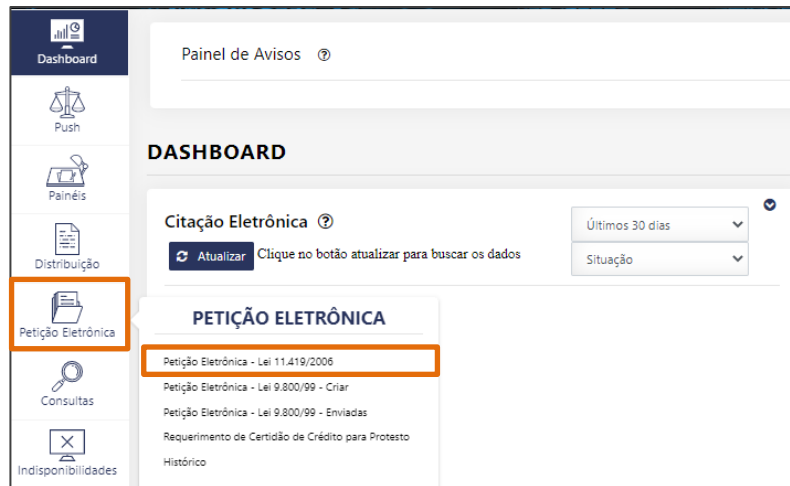 Dashboard
Push
Painéis
Distribuição
Petição Eletrônica
Consultas
Indisponibilidades
Painel de Avisos
DASHBOARD
Citação Eletrônica
Últimos 30 dias
Atualizar Clique no botão atualizar para buscar os dados
Situação
PETIÇÃO ELETRÔNICA
Petição Eletrônica - Lei 11.419/2006
Petição Eletrônica - Lei 9.800/99 - Criar
Petição Eletrônica - Lei 9.800/99 - Enviadas
Requerimento de Certidão de Crédito para Protesto
Histórico